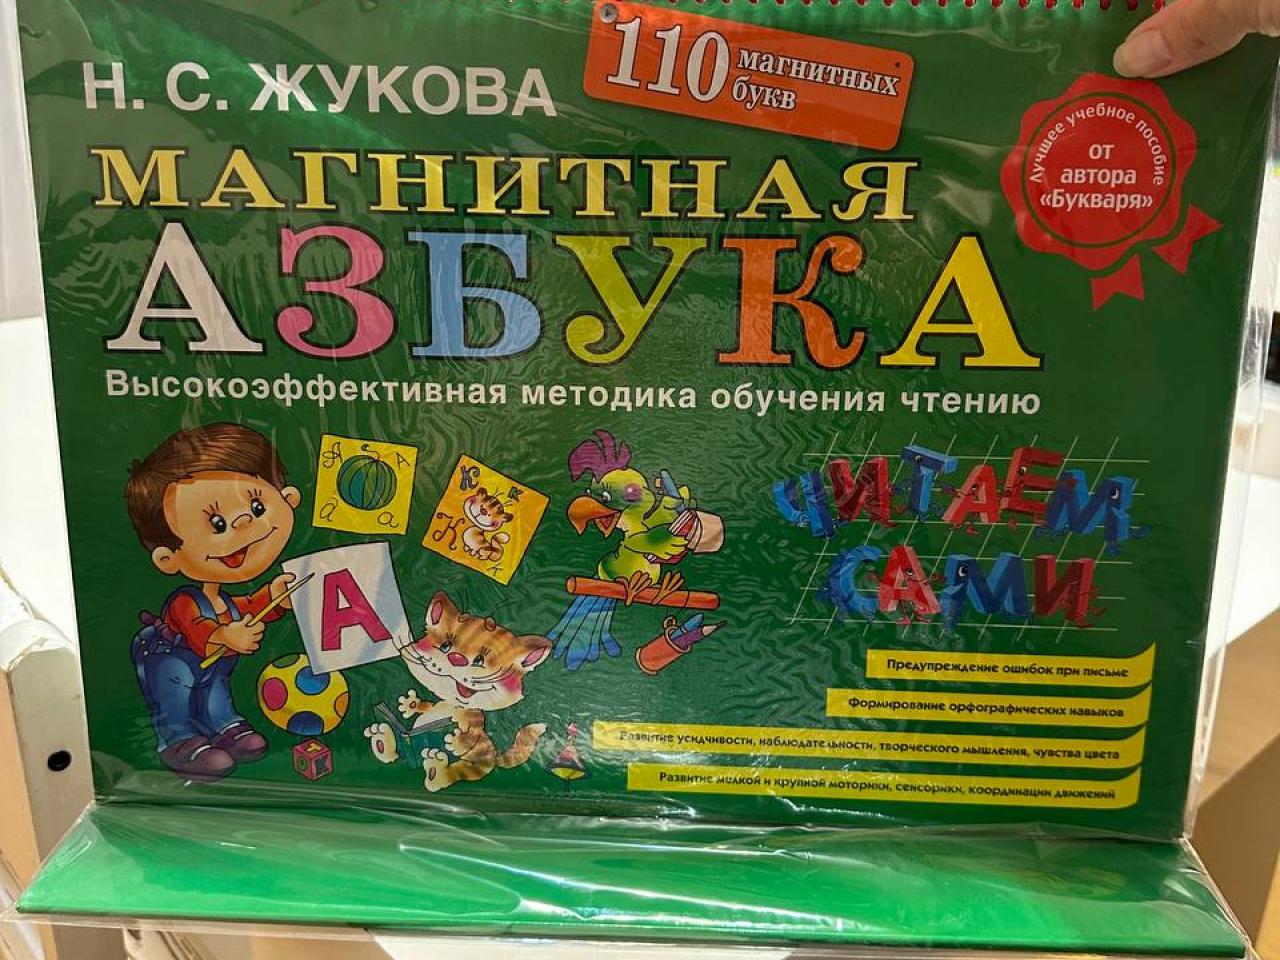 110 магнитных
букв
Н. С. ЖУКОВА
Лучшее учебное пособие
от
автора
«Букваря»
МАГНИТНАЯ
АЗБУКА
Высокоэффективная методика обучения чтению
А А
а а
К К
К к
А
ЧИТАЕМ
САМИ
Предупреждение ошибок при письме
Формирование орфографических навыков
Развитие усидчивости, наблюдательности, творческого мышления, чувства цвета
Развитие мелкой и крупной моторики, сенсорики, координации движений